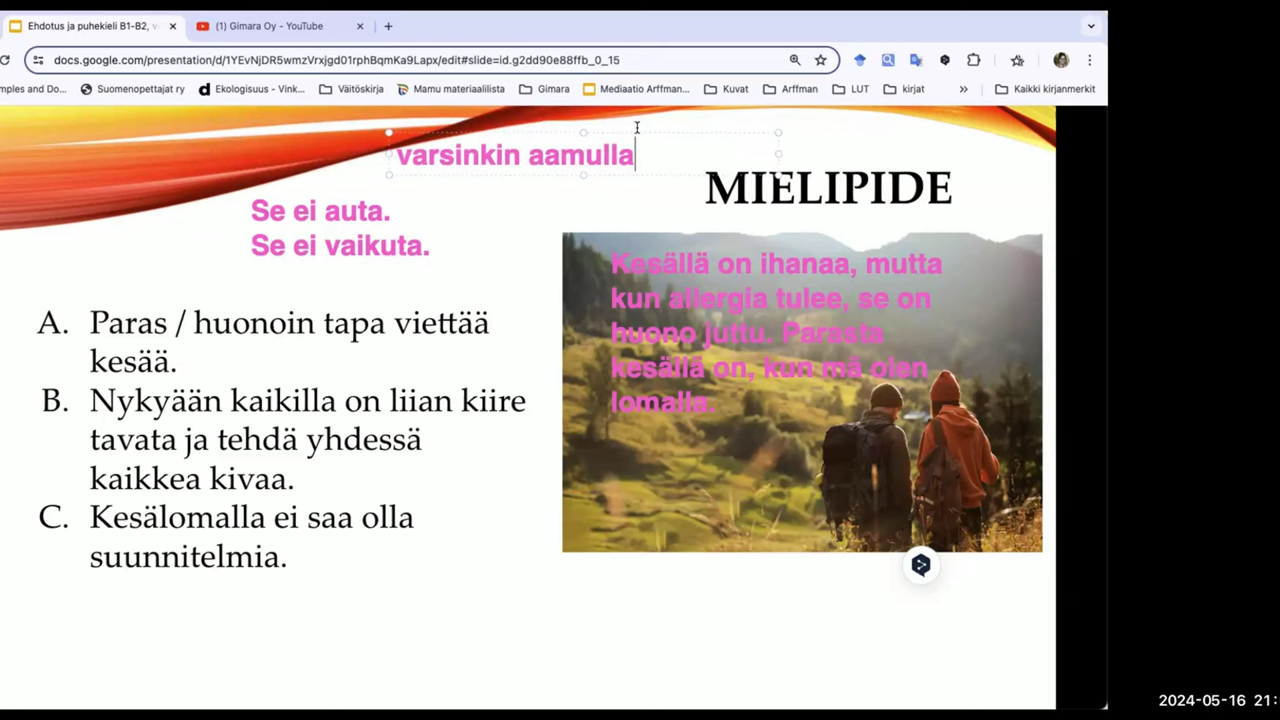 Ehdotus ja puhekieli B1-B2, v
(1) Gimara Oy - YouTube
docs.google.com/presentation/d/1YEvNjDR5wmzVrxjgd01rphBqmKa9Lapx/edit#slide=id.g2dd90e88ffb_0_15
mples and Do...
Suomenopettajat ry
Ekologisuus - Vink...
Väitöskirja
Mamu materiaalilista
Gimara
Mediaatio Arffman...
Kuvat
Arffman
LUT
kirjat
»
Kaikki kirjanmerkit
varsinkin aamulla
MIELIPIDE
Se ei auta.
Se ei vaikuta.
Kesällä on ihanaa, mutta
kun allergia tulee, se on
huono juttu. Parasta
kesällä on, kun mä olen
lomalla.
A. Paras / huonoin tapa viettää
kesää.
B. Nykyään kaikilla on liian kiire
tavata ja tehdä yhdessä
kaikkea kivaa.
C. Kesälomalla ei saa olla
suunnitelmia.
2024-05-16 21: